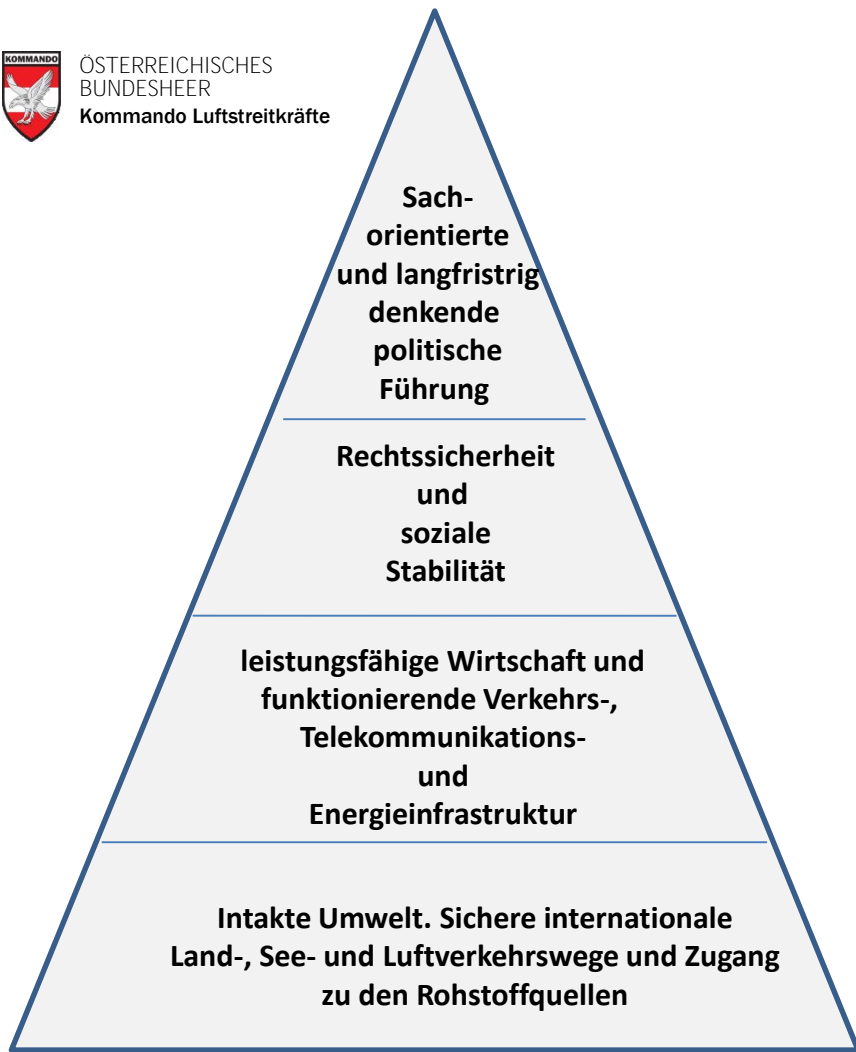 KOMMANDO
ÖSTERREICHISCHES
BUNDESHEER
Kommando Luftstreitkräfte
Sach-
orientierte
und langfristrig
denkende
politische
Führung
Rechtssicherheit
und
soziale
Stabilität
leistungsfähige Wirtschaft und
funktionierende Verkehrs-,
Telekommunikations-
und
Energieinfrastruktur
Intakte Umwelt. Sichere internationale
Land-, See- und Luftverkehrswege und Zugang
zu den Rohstoffquellen